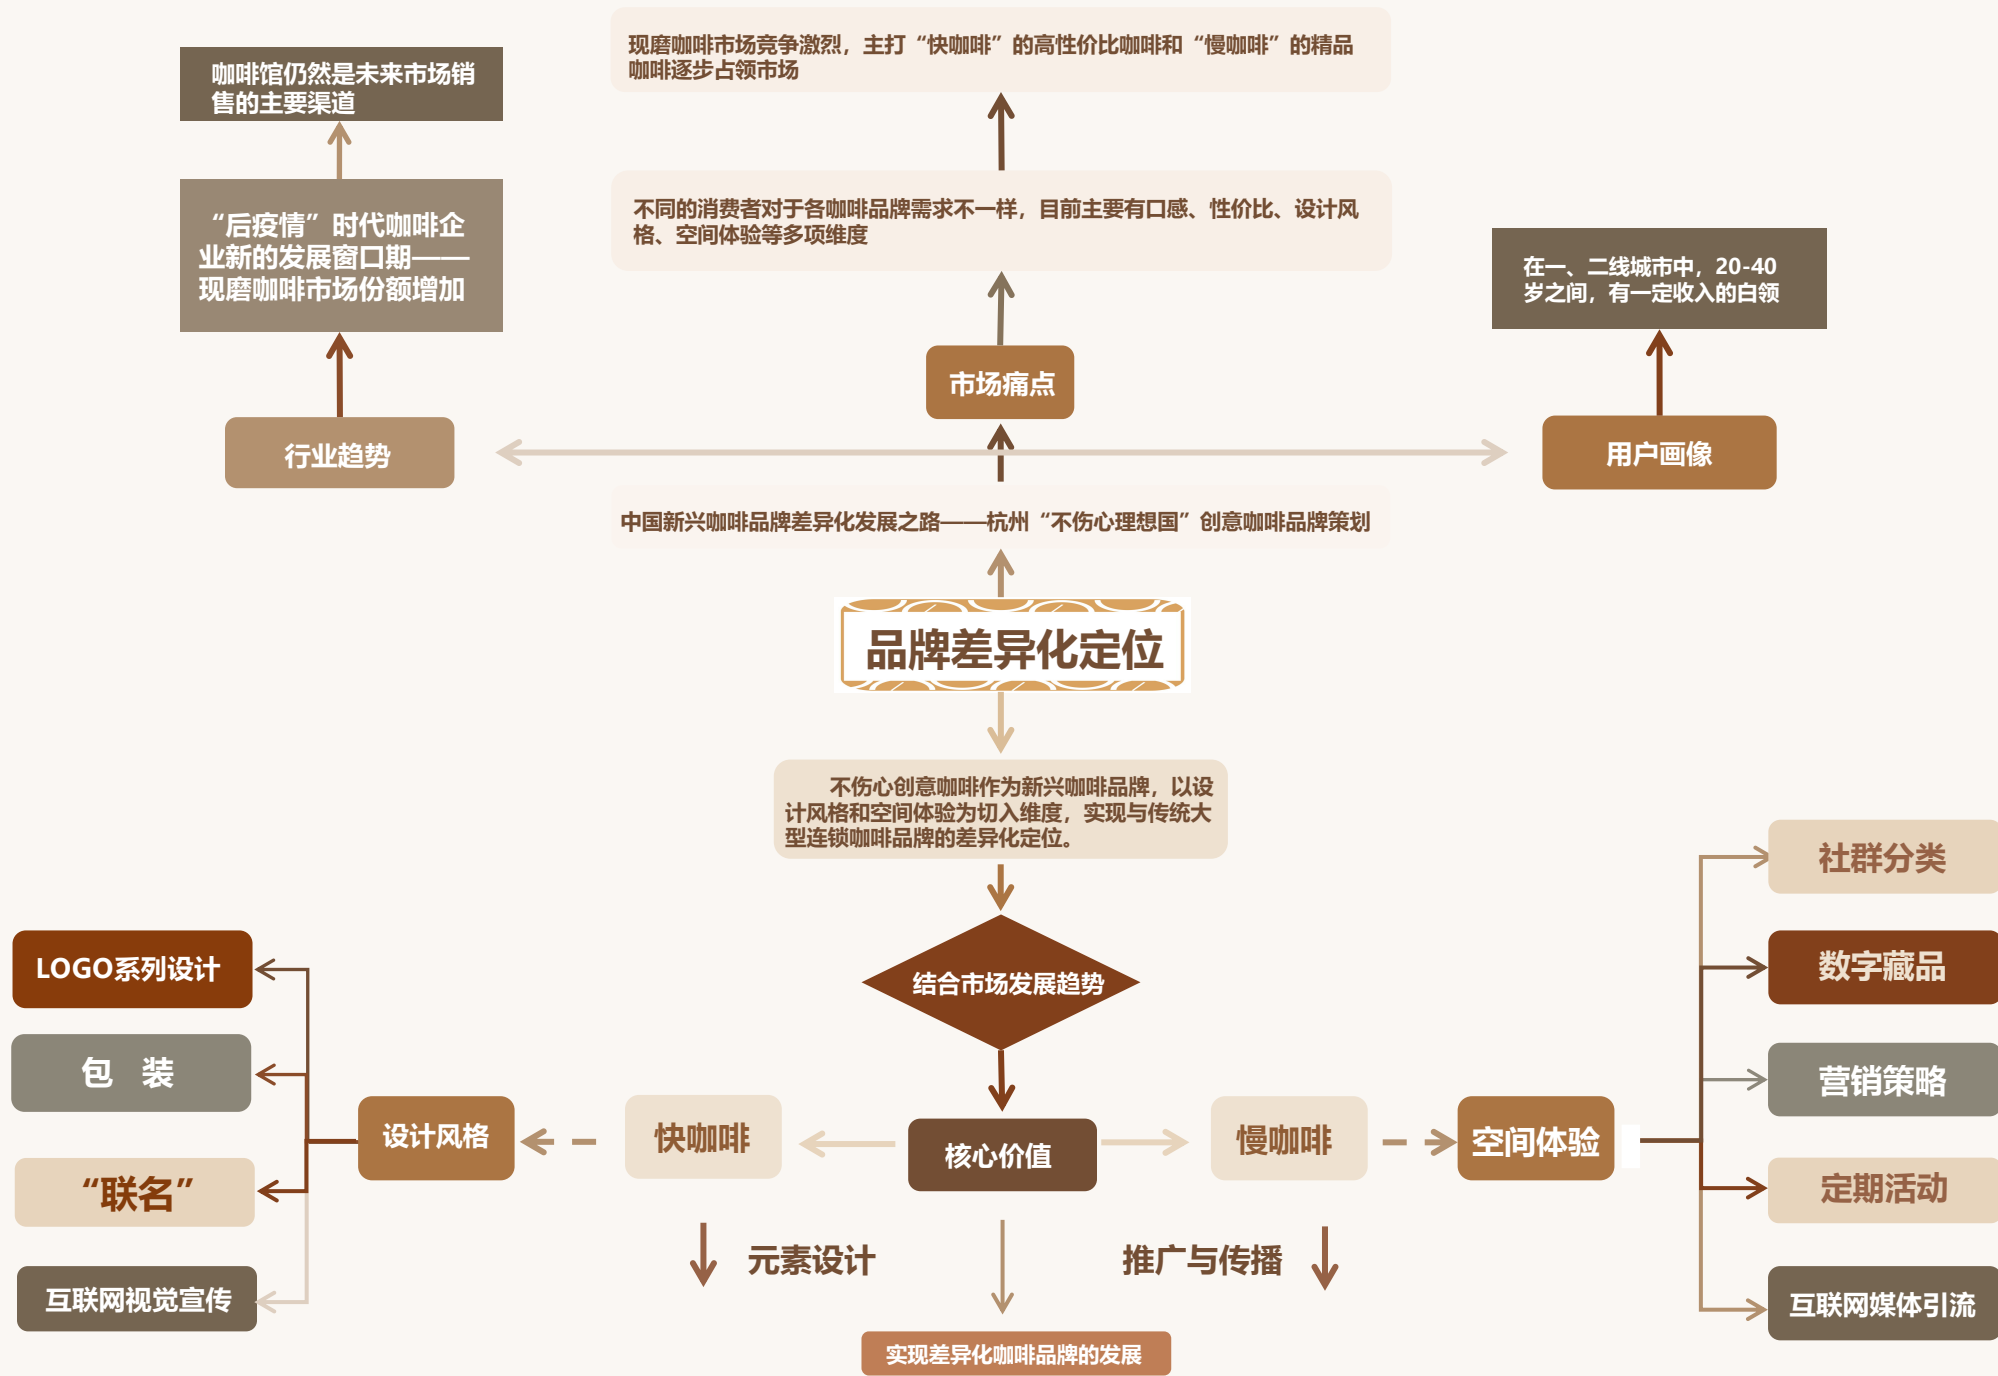 现磨咖啡市场竞争激烈，主打“快咖啡”的高性价比咖啡和“慢咖啡”的精品
咖啡逐步占领市场
咖啡馆仍然是未来市场销
售的主要渠道
不同的消费者对于各咖啡品牌需求不一样，目前主要有口感、性价比、设计风
格、空间体验等多项维度
“后疫情”时代咖啡企
业新的发展窗口期——
现磨咖啡市场份额增加
在一、二线城市中，20-40
岁之间，有一定收入的白领
市场痛点
行业趋势
用户画像
中国新兴咖啡品牌差异化发展之路——杭州“不伤心理想国”创意咖啡品牌策划
品牌差异化定位
不伤心创意咖啡作为新兴咖啡品牌，以设
计风格和空间体验为切入维度，实现与传统大
型连锁咖啡品牌的差异化定位。
结合市场发展趋势
核心价值
快咖啡
慢咖啡
设计风格
空间体验
LOGO系列设计
包 装
“联名”
互联网视觉宣传
社群分类
数字藏品
营销策略
定期活动
互联网媒体引流
元素设计
推广与传播
实现差异化咖啡品牌的发展